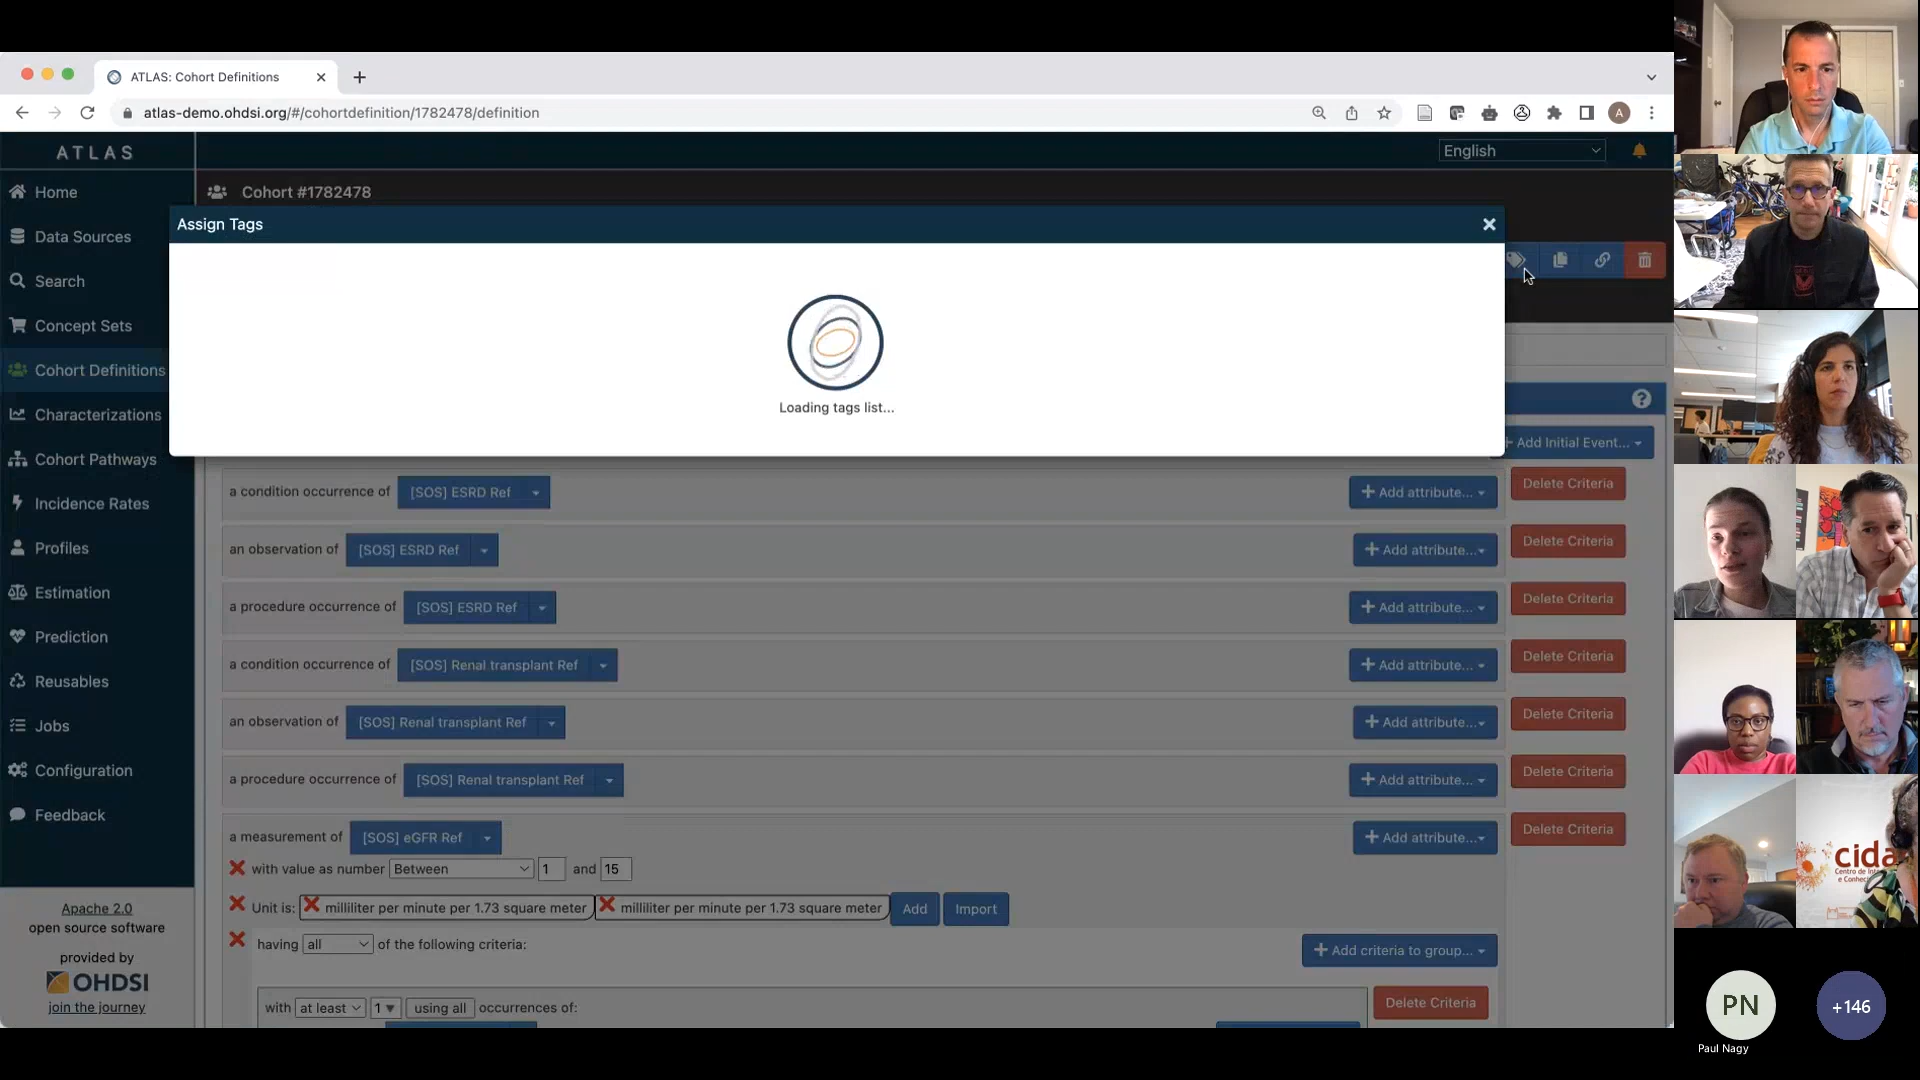 ATLAS: Cohort Definitions
atlas-demo.ohdsi.org/#/cohortdefinition/1782478/definition
A
ATLAS
English
Home
Data Sources
Search
Concept Sets
Cohort Definitions
Characterizations
Cohort Pathways
Incidence Rates
Profiles
Estimation
Prediction
Reusables
Jobs
Configuration
Feedback
Apache 2.0
open source software
provided by
OHDSI
join the journey
Cohort #1782478
Assign Tags
Loading tags list...
Add Initial Event...
a condition occurrence of [SOS] ESRD Ref Add attribute... Delete Criteria
an observation of [SOS] ESRD Ref Add attribute... Delete Criteria
a procedure occurrence of [SOS] ESRD Ref Add attribute... Delete Criteria
a condition occurrence of [SOS] Renal transplant Ref Add attribute... Delete Criteria
an observation of [SOS] Renal transplant Ref Add attribute... Delete Criteria
a procedure occurrence of [SOS] Renal transplant Ref Add attribute... Delete Criteria
a measurement of [SOS] eGFR Ref Add attribute... Delete Criteria
with value as number Between 1 and 15
Unit is: milliliter per minute per 1.73 square meter milliliter per minute per 1.73 square meter Add Import
having all of the following criteria: Add criteria to group...
with at least 1 using all occurrences of: Delete Criteria
cida
PN
Paul Nagy
+146